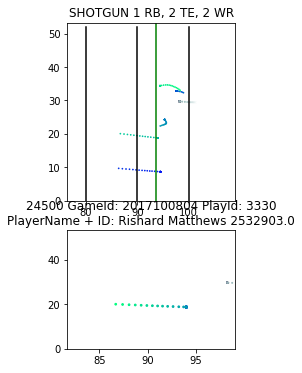 SHOTGUN 1 RB, 2 TE, 2 WR
50
40
30
20
10
0
80 90 100
24500 GameId: 2017100804 PlayId: 3330
PlayerName + ID: Rishard Matthews 2532903.0
40
20
0
85 90 95